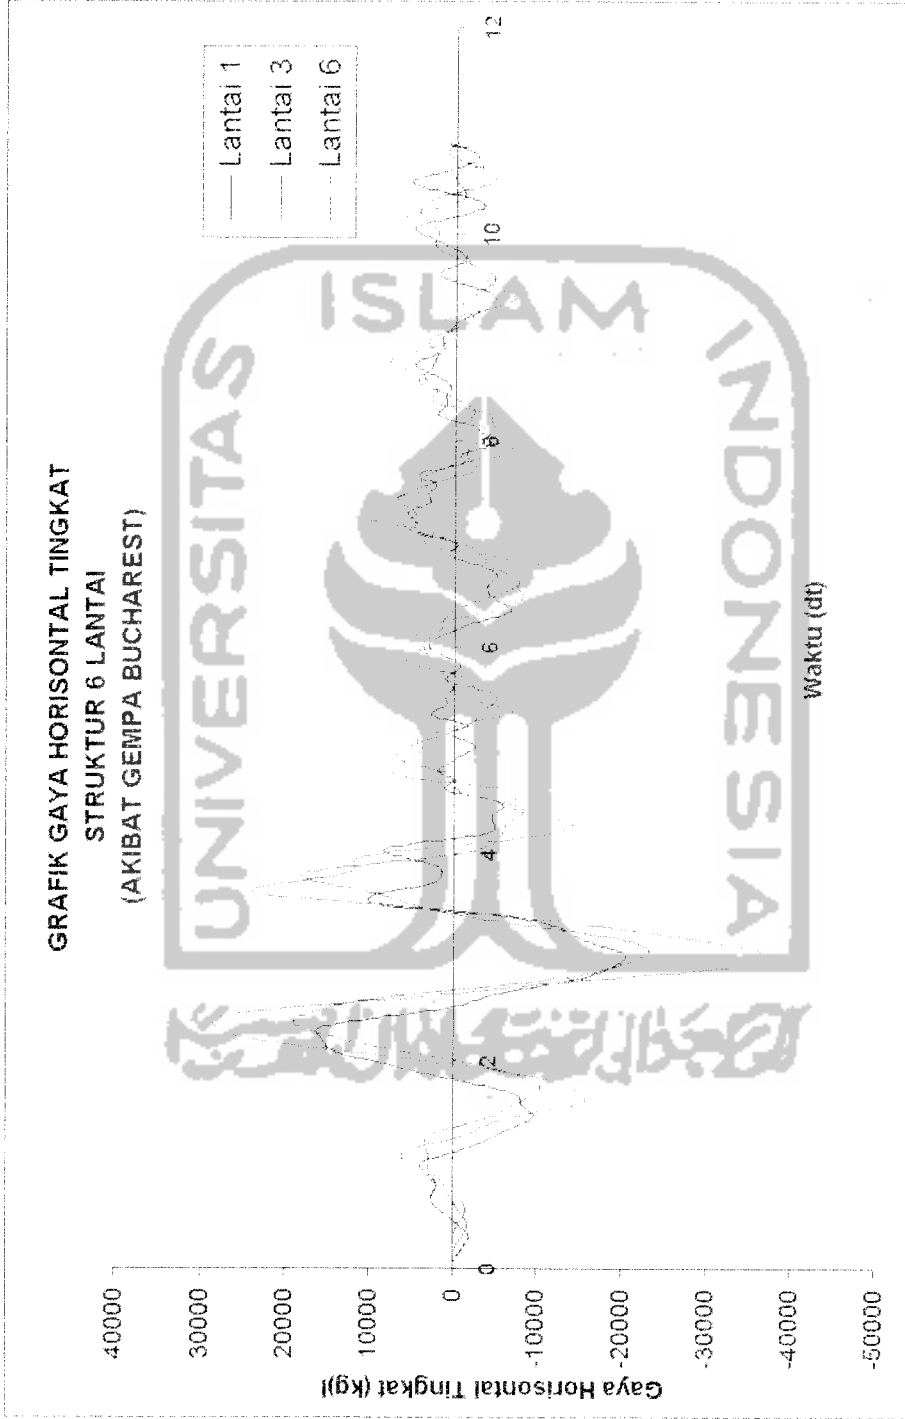 GRAFIK GAYA HORISONTAL TINGKAT
STRUKTUR 6 LANTAI
(AKIBAT GEMPA BUCHAREST)
Lantai 1
Lantai 3
Lantai 6
Gaya Horisontal Tingkat (kg)l
40000
30000
20000
10000
0
-10000
-20000
-30000
-40000
-50000
0
2
4
6
8
10
12
Waktu (dt)
UNIVERSITAS
ISLAM
INDONESIA